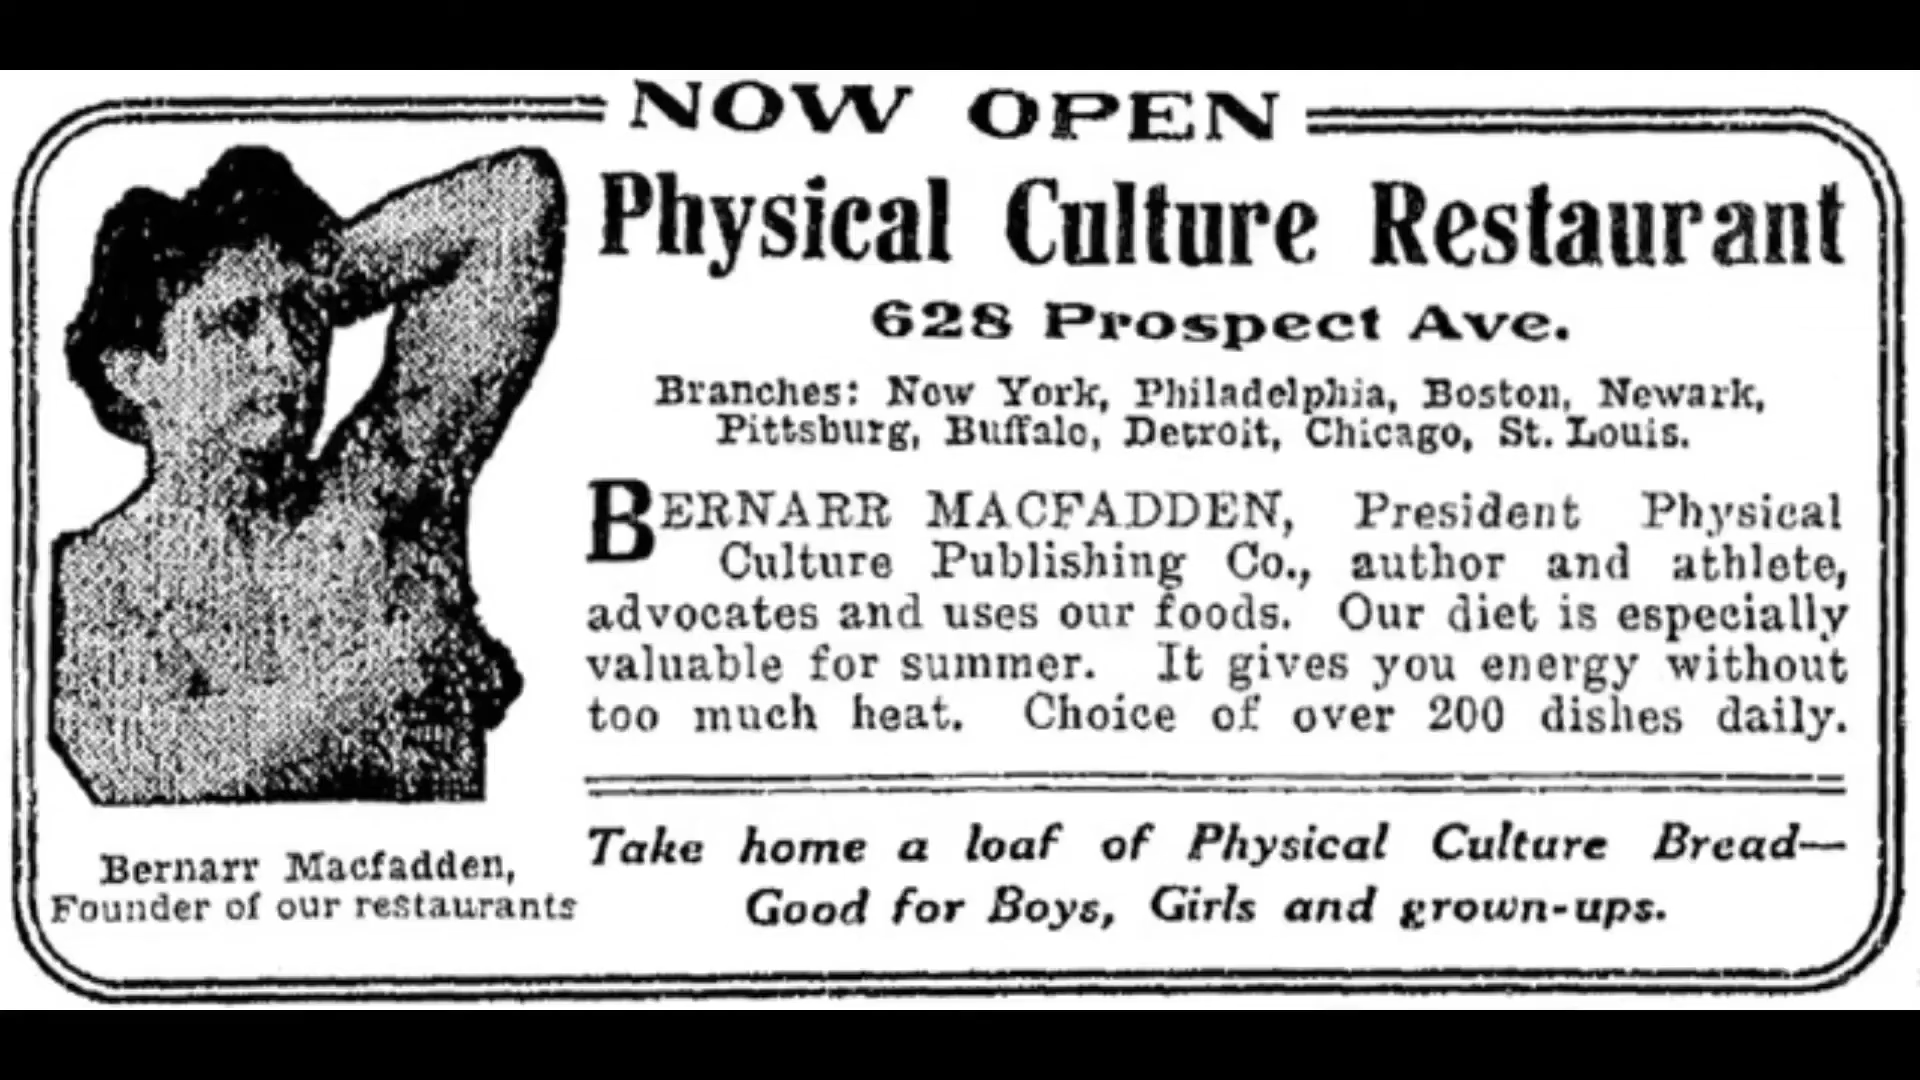 NOW OPEN
Physical Culture Restaurant
628 Prospect Ave.
Branches: New York, Philadelphia, Boston, Newark,
Pittsburg, Buffalo, Detroit, Chicago, St. Louis.
BERNARR MACFADDEN, President Physical
Culture Publishing Co., author and athlete,
advocates and uses our foods. Our diet is especially
valuable for summer. It gives you energy without
too much heat. Choice of over 200 dishes daily.
Take home a loaf of Physical Culture Bread—
Good for Boys, Girls and grown-ups.
Bernarr Macfadden,
Founder of our restaurants